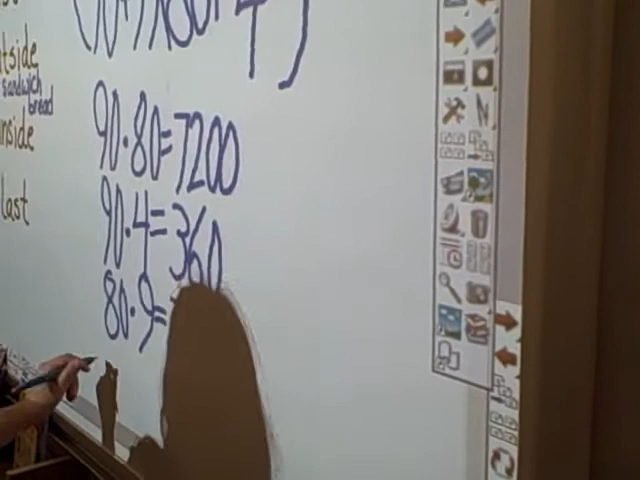 tside
sandwich
bread
nside
last
90·80=7200
90·4=360
80·9=